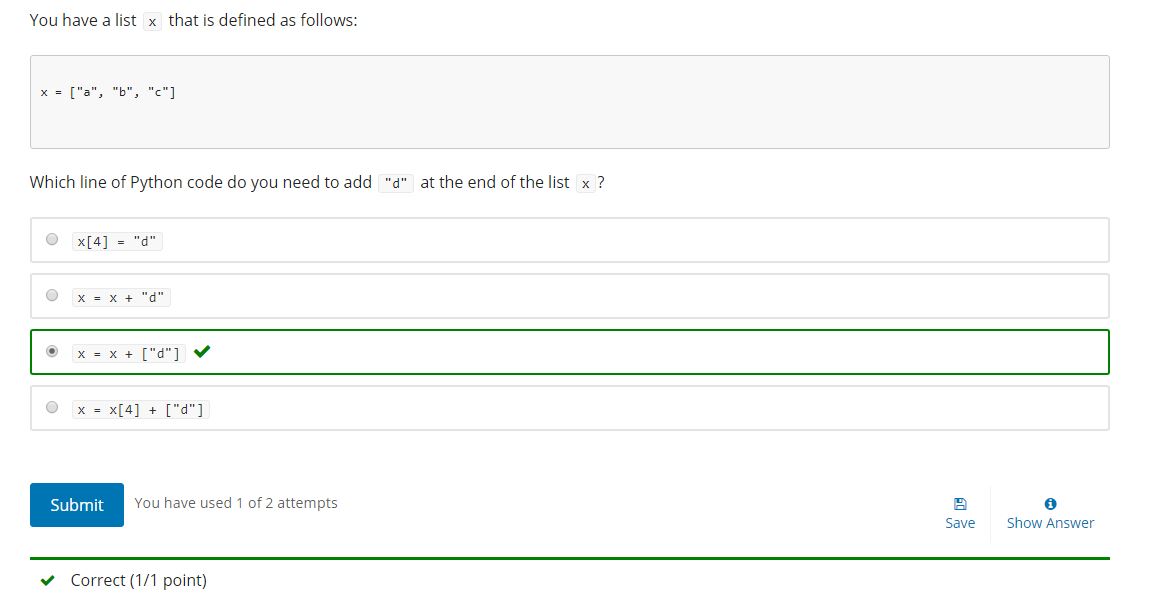 You have a list x that is defined as follows:
x = ["a", "b", "c"]
Which line of Python code do you need to add "d" at the end of the list x ?
x[4] = "d"
x = x + "d"
x = x + ["d"]
x = x[4] + ["d"]
Submit You have used 1 of 2 attempts
Save Show Answer
Correct (1/1 point)